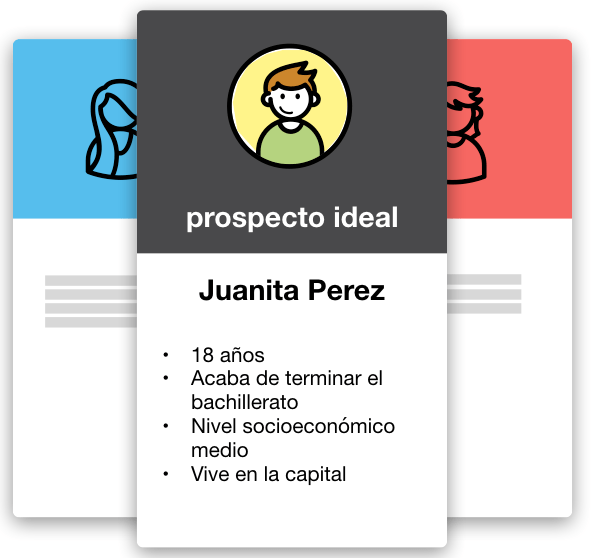 prospecto ideal
Juanita Perez
• 18 años
• Acaba de terminar el
bachillerato
• Nivel socioeconómico
medio
• Vive en la capital